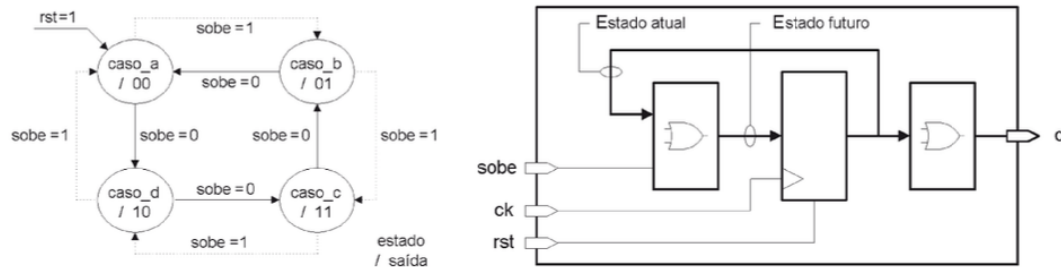 rst=1
sobe=1
caso_a
/ 00
sobe=0
caso_b
/ 01
sobe=1
sobe=0
sobe=0
sobe=1
caso_d
/ 10
sobe=0
caso_c
/ 11
sobe=1
estado
/ saída
Estado atual
Estado futuro
sobe
ck
rst